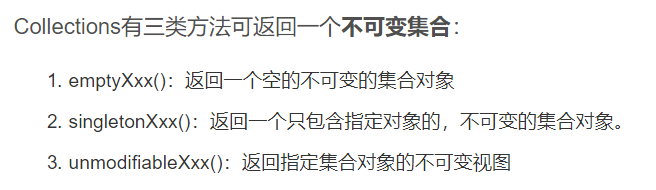 Collections有三类方法可返回一个不可变集合：
1. emptyXxx()：返回一个空的不可变的集合对象
2. singletonXxx()：返回一个只包含指定对象的，不可变的集合对象。
3. unmodifiableXxx()：返回指定集合对象的不可变视图